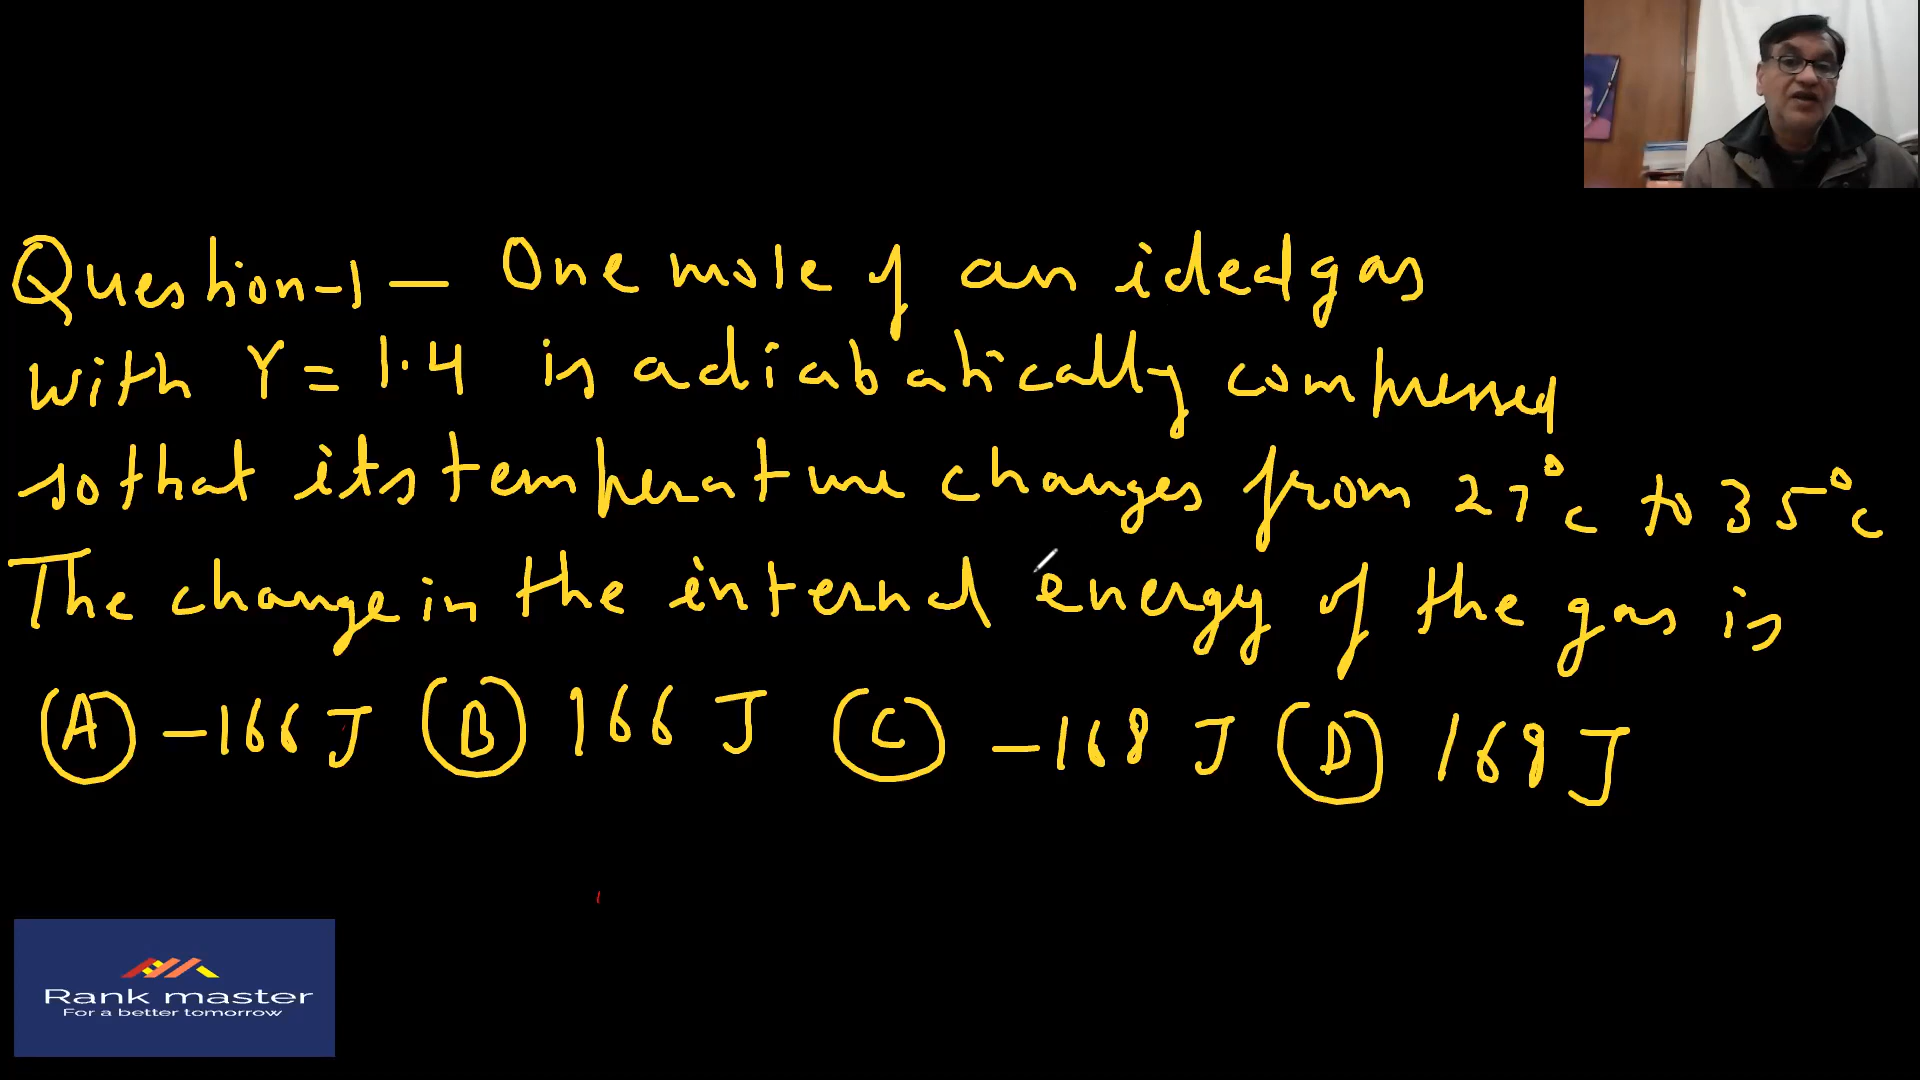 Question-1 — One mole of an ideal gas
with γ = 1.4 is adiabatically compressed
so that its temperature changes from 27°c to 35°c
The change in the internal energy of the gas is
(A) -166 J (B) 166 J (C) -168 J (D) 168 J
Rank master
For a better tomorrow